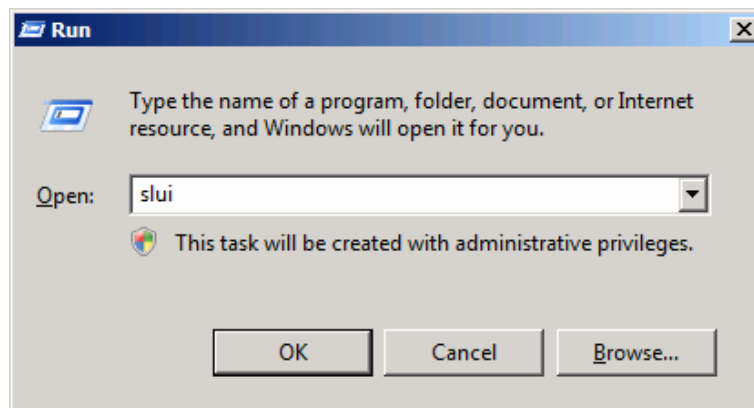 Run
Type the name of a program, folder, document, or Internet
resource, and Windows will open it for you.
Open: slui
This task will be created with administrative privileges.
OK Cancel Browse...